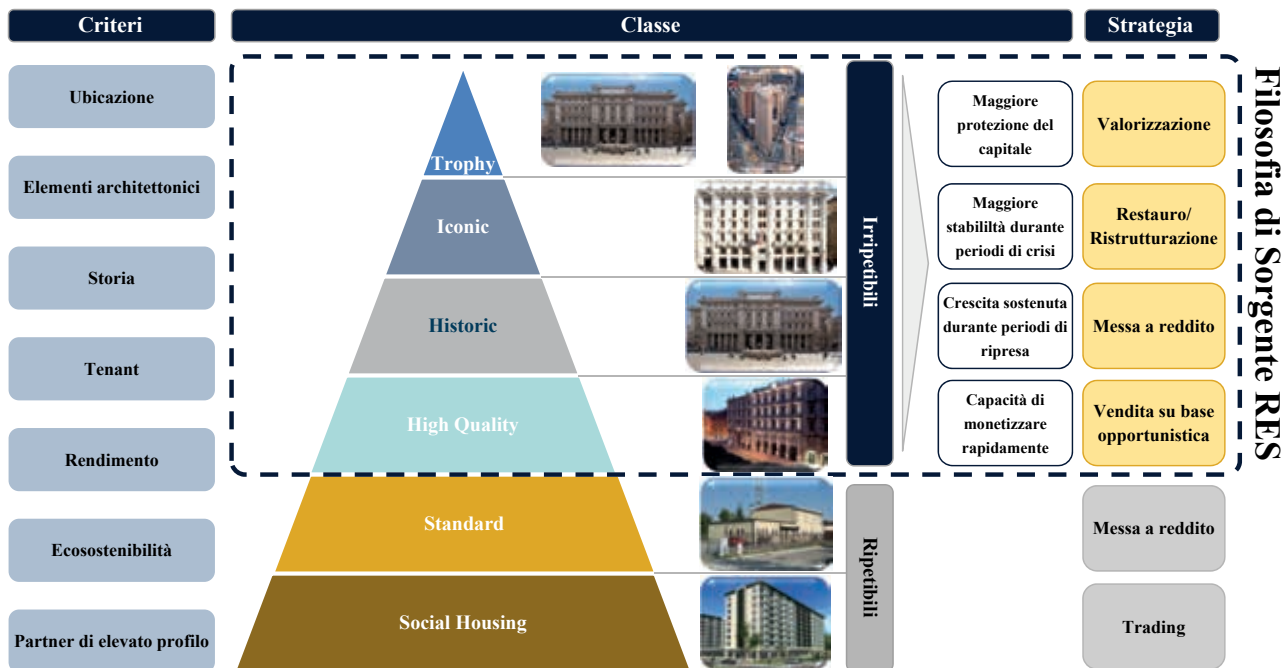 Criteri
Classe
Strategia
Ubicazione
Elementi architettonici
Storia
Tenant
Rendimento
Ecosostenibilità
Partner di elevato profilo
Trophy
Iconic
Historic
High Quality
Standard
Social Housing
Irripetibili
Ripetibili
Maggiore
protezione del
capitale
Maggiore
stabililtà durante
periodi di crisi
Crescita sostenuta
durante periodi di
ripresa
Capacità di
monetizzare
rapidamente
Valorizzazione
Restauro/
Ristrutturazione
Messa a reddito
Vendita su base
opportunistica
Messa a reddito
Trading
Filosofia di Sorgente RES